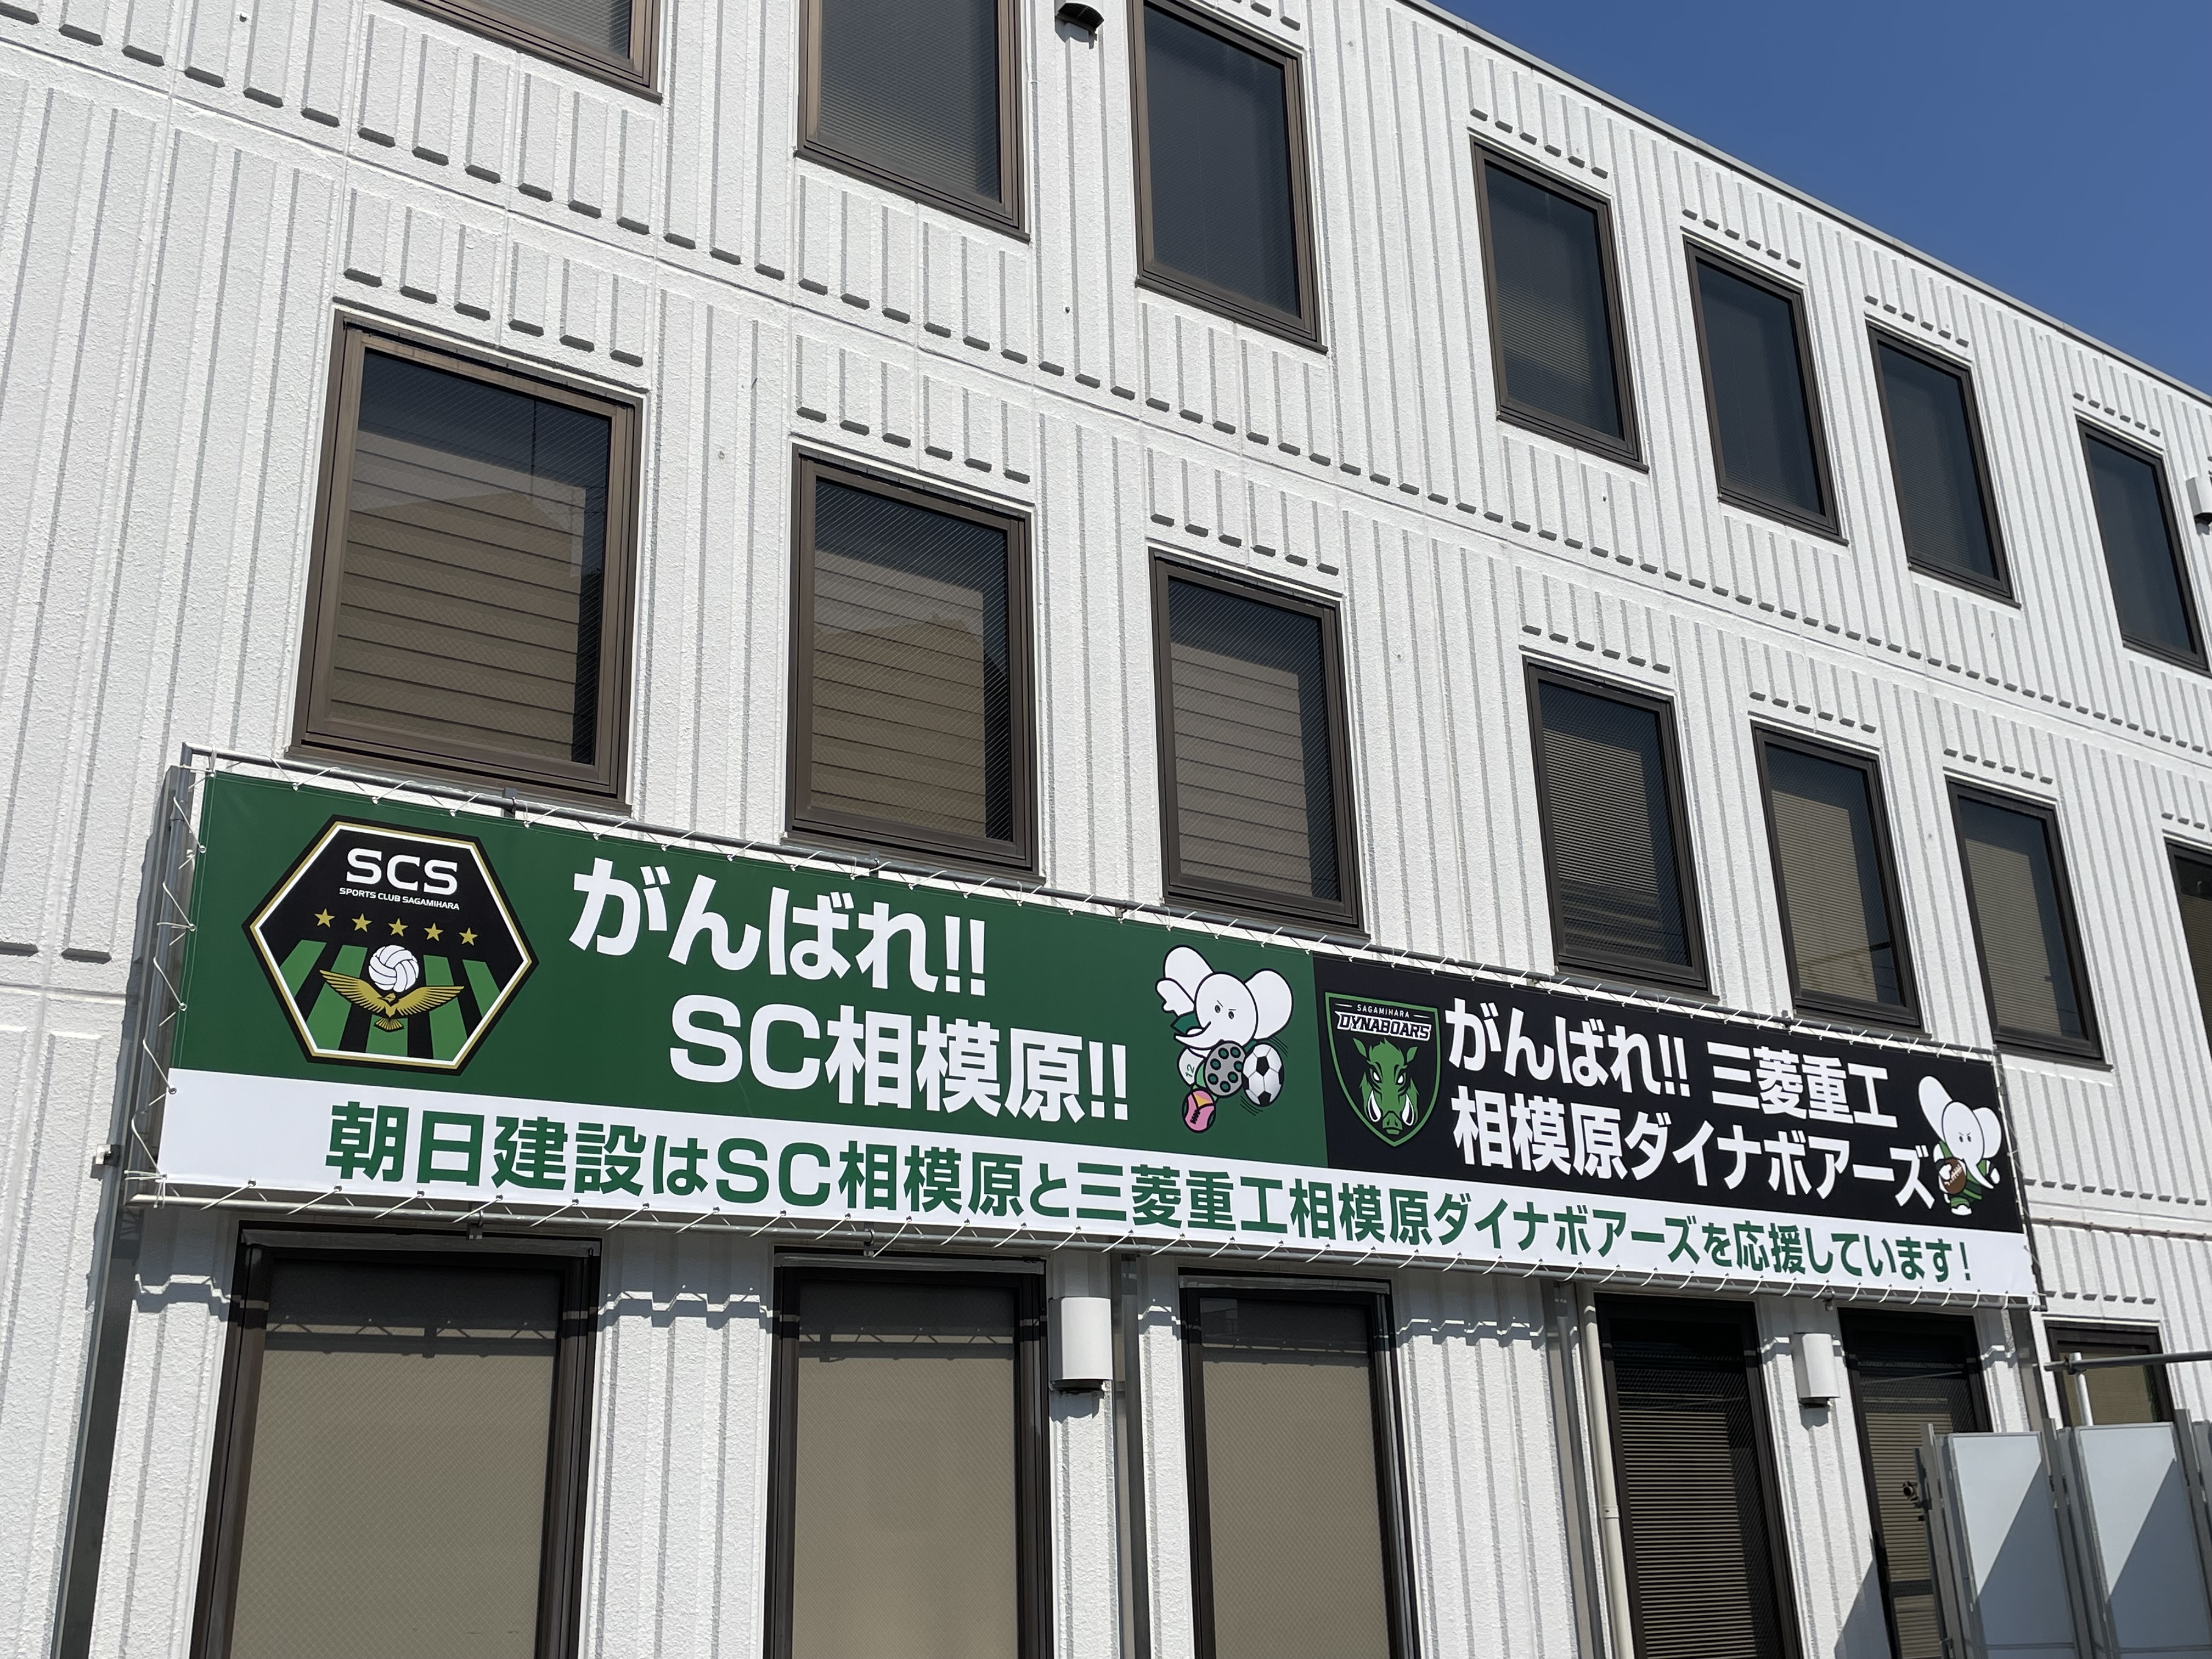 SCS
SPORTS CLUB SAGAMIHARA
がんばれ!!
SC相模原!!
12
SAGAMIHARA
DYNABOARS
がんばれ!! 三菱重工
相模原ダイナボアーズ
朝日建設はSC相模原と三菱重工相模原ダイナボアーズを応援しています!